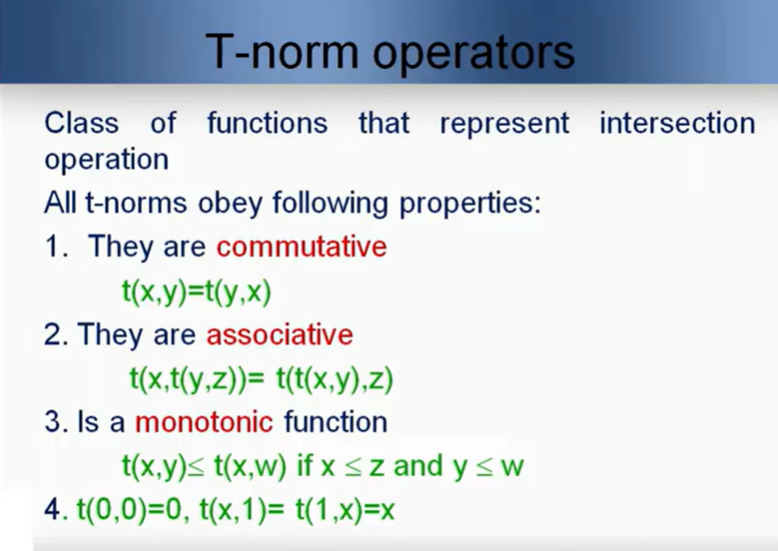 T-norm operators
Class of functions that represent intersection
operation
All t-norms obey following properties:
1. They are commutative
t(x,y)=t(y,x)
2. They are associative
t(x,t(y,z))= t(t(x,y),z)
3. Is a monotonic function
t(x,y)≤ t(x,w) if x ≤ z and y ≤ w
4. t(0,0)=0, t(x,1)= t(1,x)=x